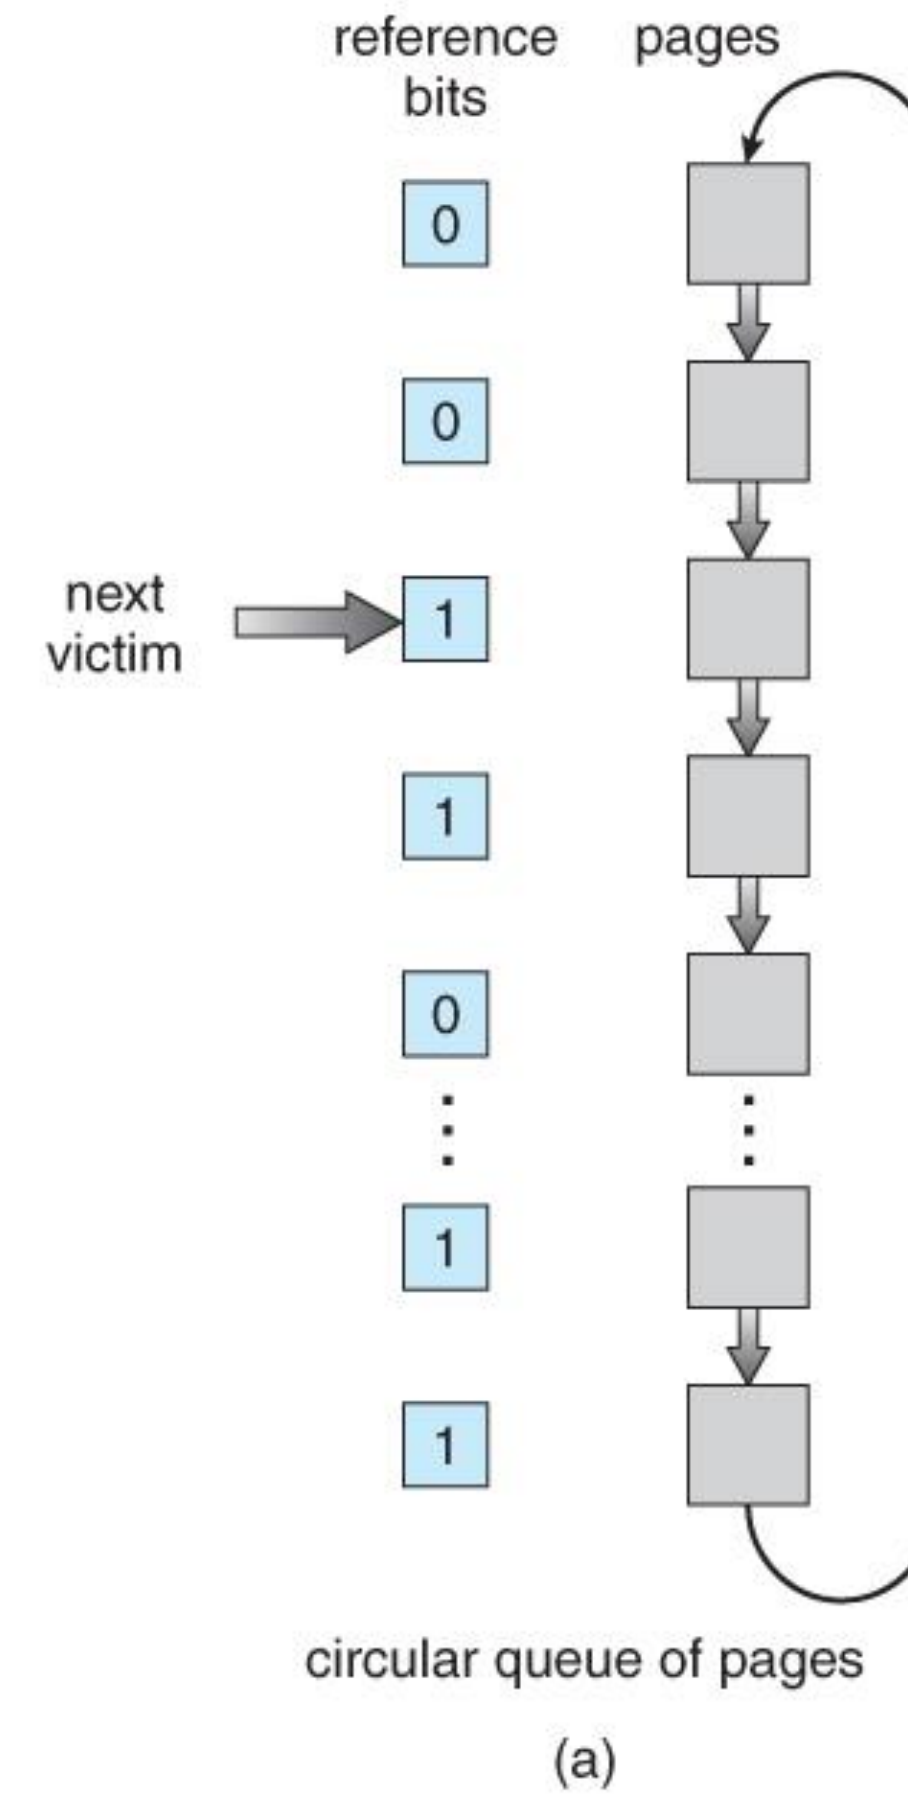 reference pages
bits
0
0
next
victim
1
1
0
1
1
circular queue of pages
(a)